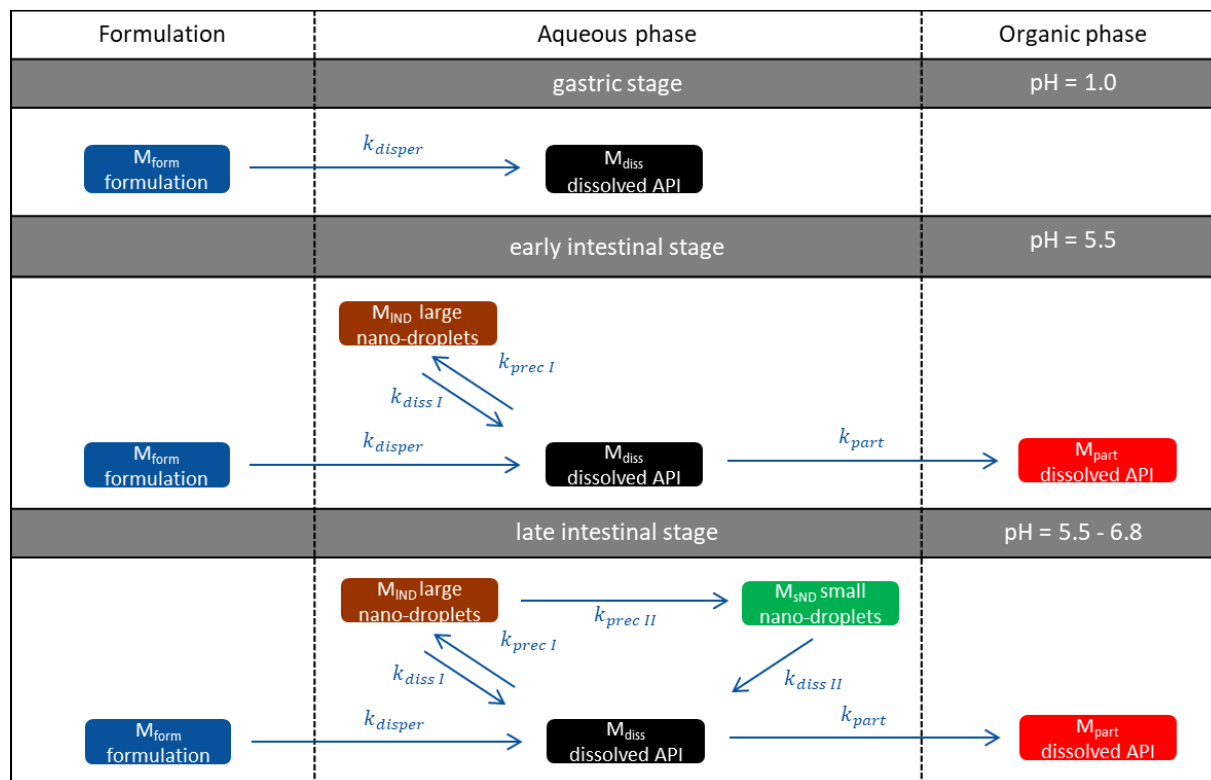 Formulation
Aqueous phase
Organic phase
gastric stage
pH = 1.0
k_disper
M_form
formulation
M_diss
dissolved API
early intestinal stage
pH = 5.5
M_lND large
nano-droplets
k_prec I
k_diss I
k_disper
k_part
M_form
formulation
M_diss
dissolved API
M_part
dissolved API
late intestinal stage
pH = 5.5 - 6.8
M_lND large
nano-droplets
k_prec II
M_sND small
nano-droplets
k_prec I
k_diss I
k_diss II
k_disper
k_part
M_form
formulation
M_diss
dissolved API
M_part
dissolved API